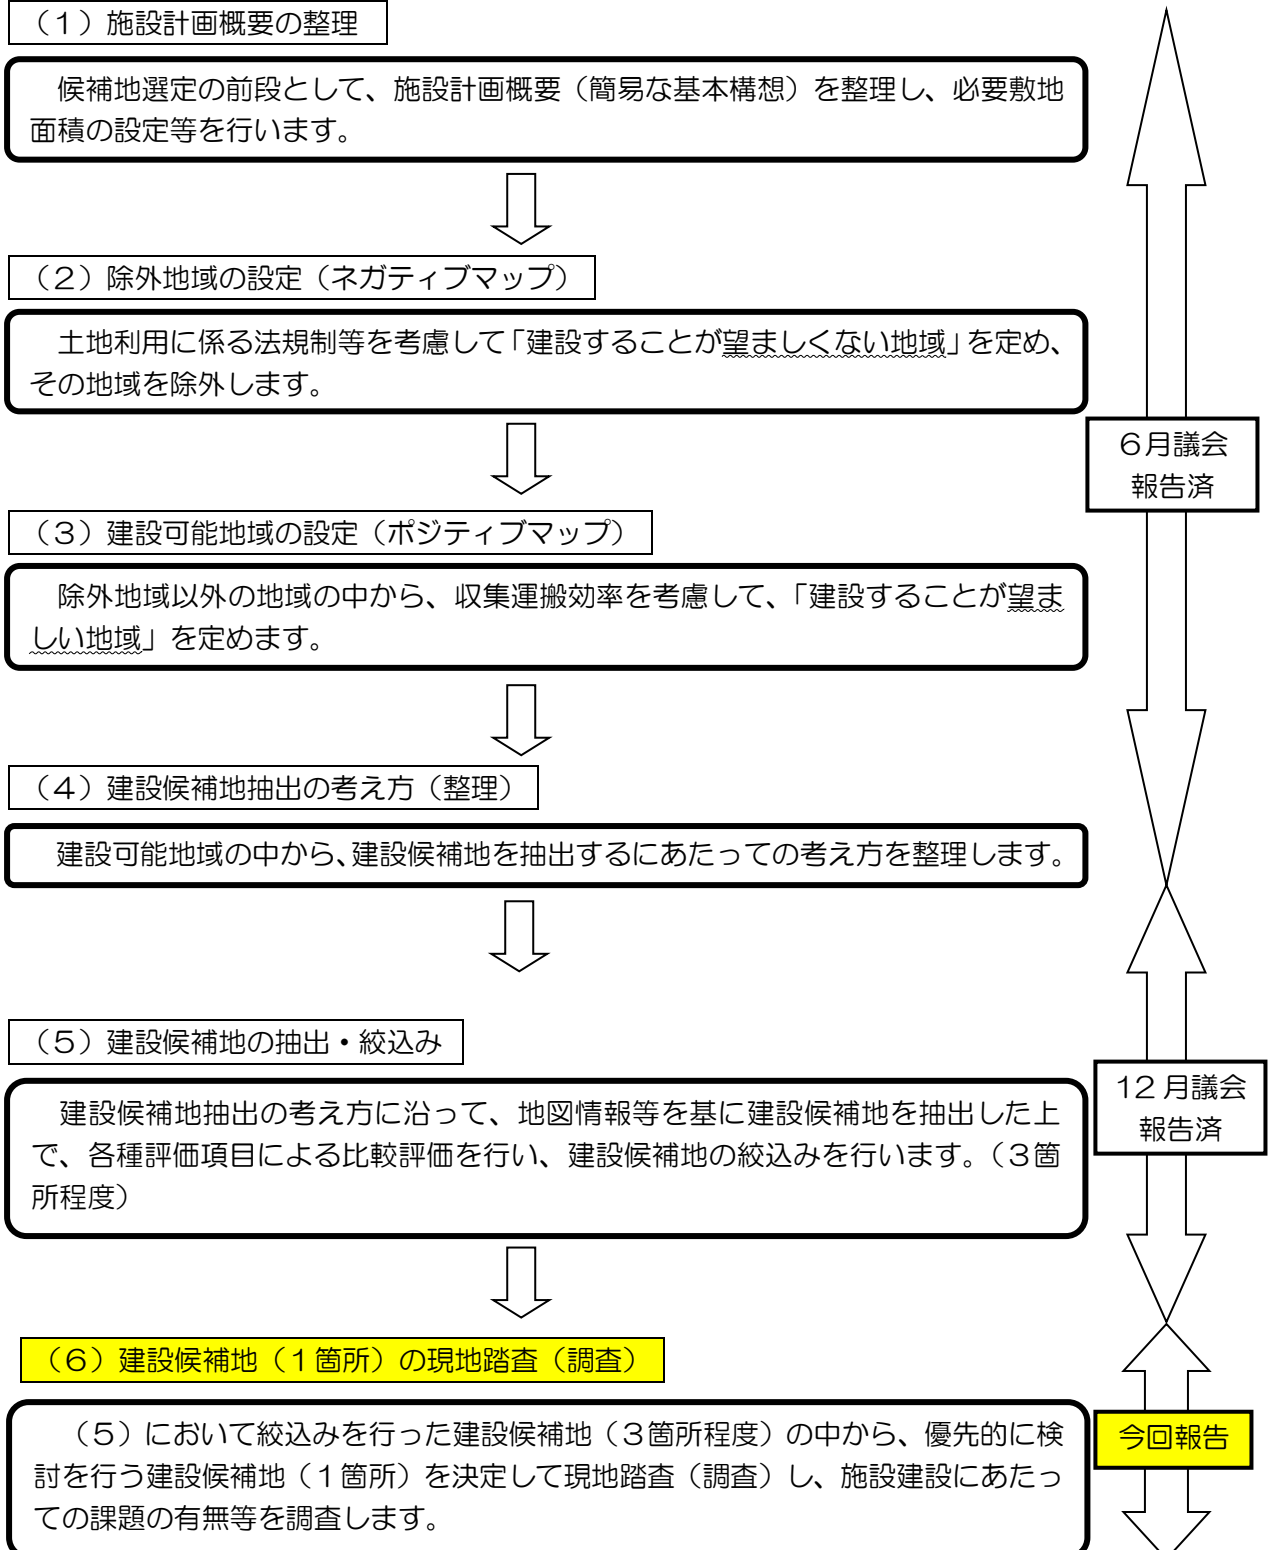 （１）施設計画概要の整理
候補地選定の前段として、施設計画概要（簡易な基本構想）を整理し、必要敷地
面積の設定等を行います。
（２）除外地域の設定（ネガティブマップ）
土地利用に係る法規制等を考慮して「建設することが望ましくない地域」を定め、
その地域を除外します。
６月議会
報告済
（３）建設可能地域の設定（ポジティブマップ）
除外地域以外の地域の中から、収集運搬効率を考慮して、「建設することが望ま
しい地域」を定めます。
（４）建設候補地抽出の考え方（整理）
建設可能地域の中から、建設候補地を抽出するにあたっての考え方を整理します。
（５）建設候補地の抽出・絞込み
建設候補地抽出の考え方に沿って、地図情報等を基に建設候補地を抽出した上
で、各種評価項目による比較評価を行い、建設候補地の絞込みを行います。（３箇
所程度）
12月議会
報告済
（６）建設候補地（１箇所）の現地踏査（調査）
（５）において絞込みを行った建設候補地（３箇所程度）の中から、優先的に検
討を行う建設候補地（１箇所）を決定して現地踏査（調査）し、施設建設にあたっ
ての課題の有無等を調査します。
今回報告